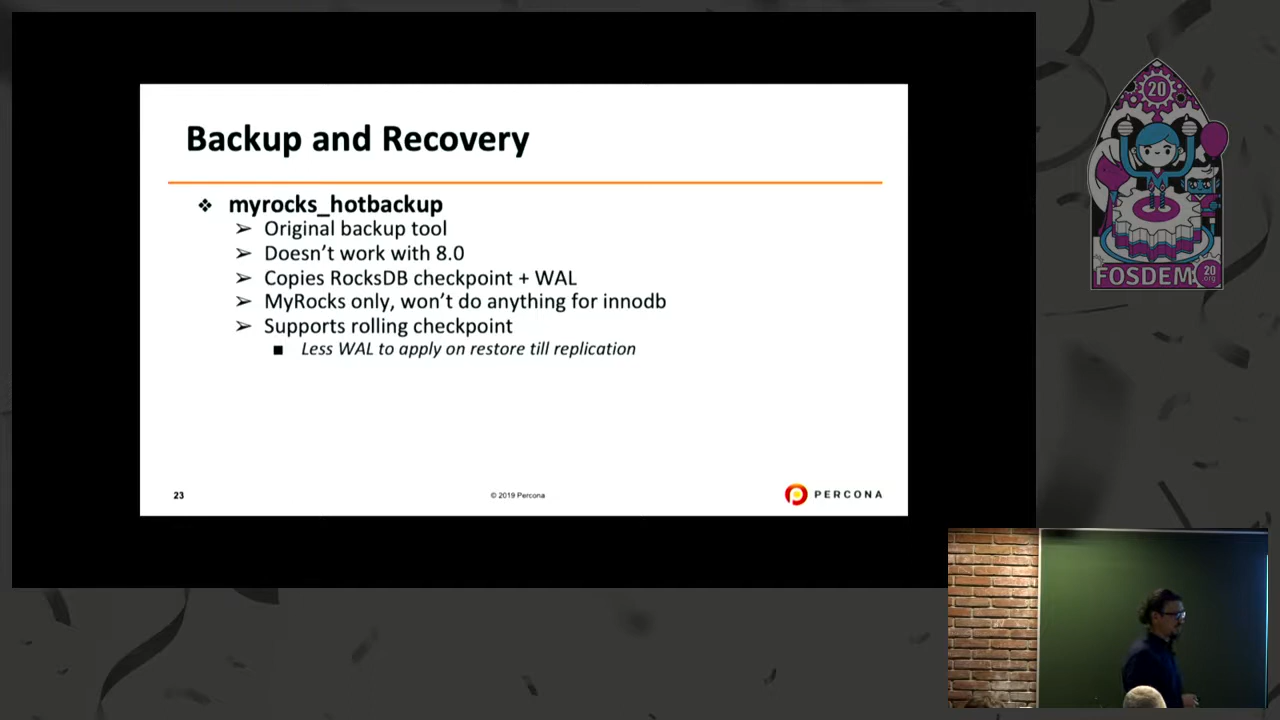 Backup and Recovery
❖ myrocks_hotbackup
➢ Original backup tool
➢ Doesn't work with 8.0
➢ Copies RocksDB checkpoint + WAL
➢ MyRocks only, won't do anything for innodb
➢ Supports rolling checkpoint
■ Less WAL to apply on restore till replication
23
© 2019 Percona
PERCONA
20
FOSDEM
20
.org